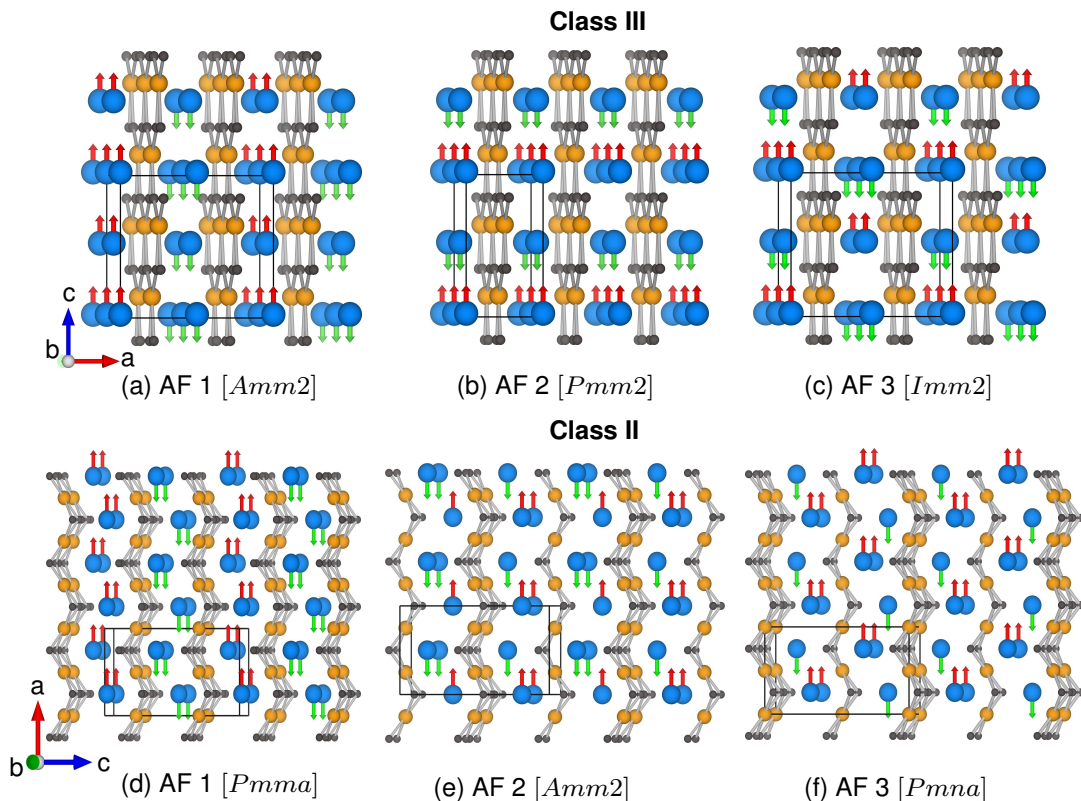 Class III
c
b
a
(a) AF 1 [Amm2]
(b) AF 2 [Pmm2]
(c) AF 3 [Imm2]
Class II
a
b
c
(d) AF 1 [Pmma]
(e) AF 2 [Amm2]
(f) AF 3 [Pmna]